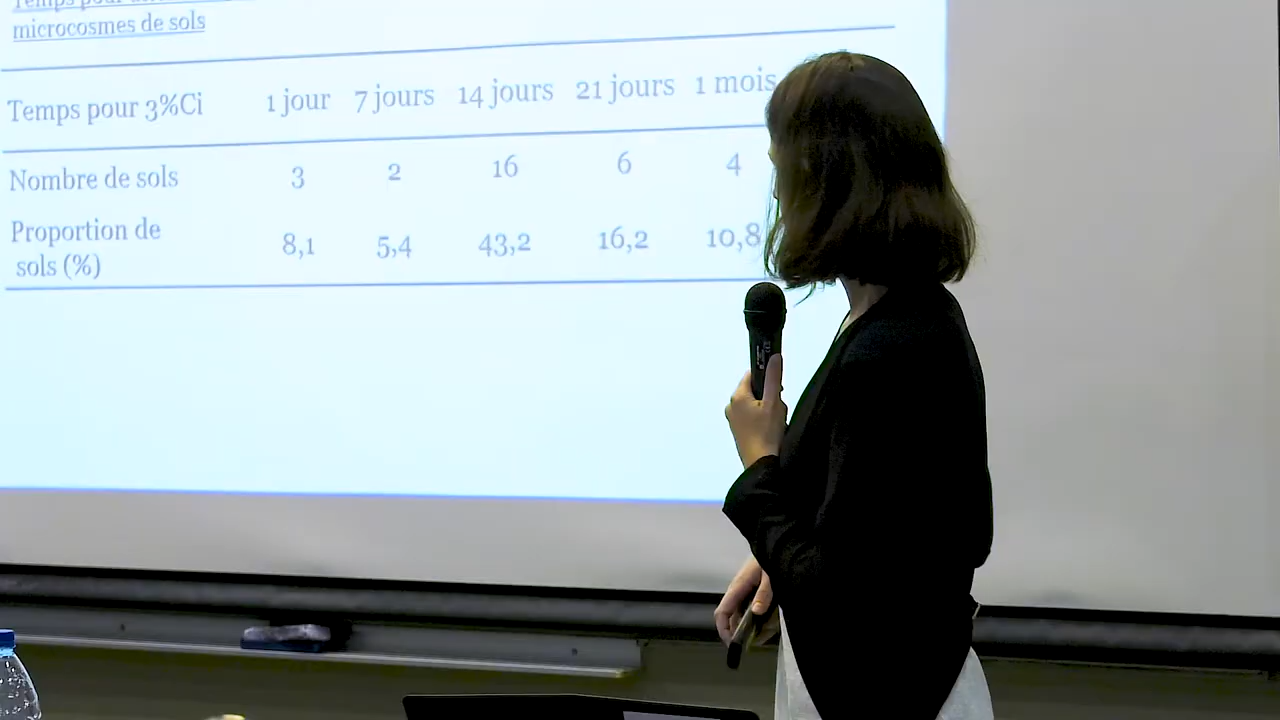 Temps pour
microcosmes de sols
Temps pour 3%Ci 1 jour 7 jours 14 jours 21 jours 1 mois
Nombre de sols 3 2 16 6 4
Proportion de
sols (%) 8,1 5,4 43,2 16,2 10,8